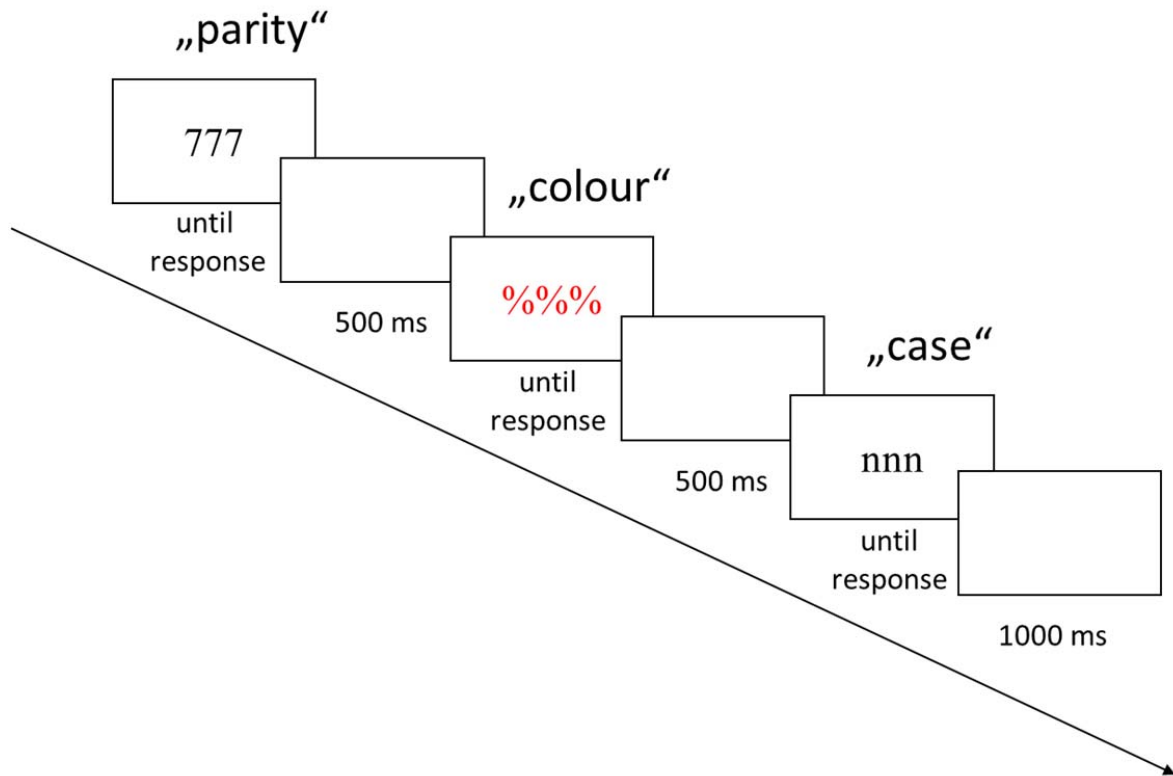 „parity“
777
until
response
500 ms
„colour“
%%%
until
response
500 ms
„case“
nnn
until
response
1000 ms